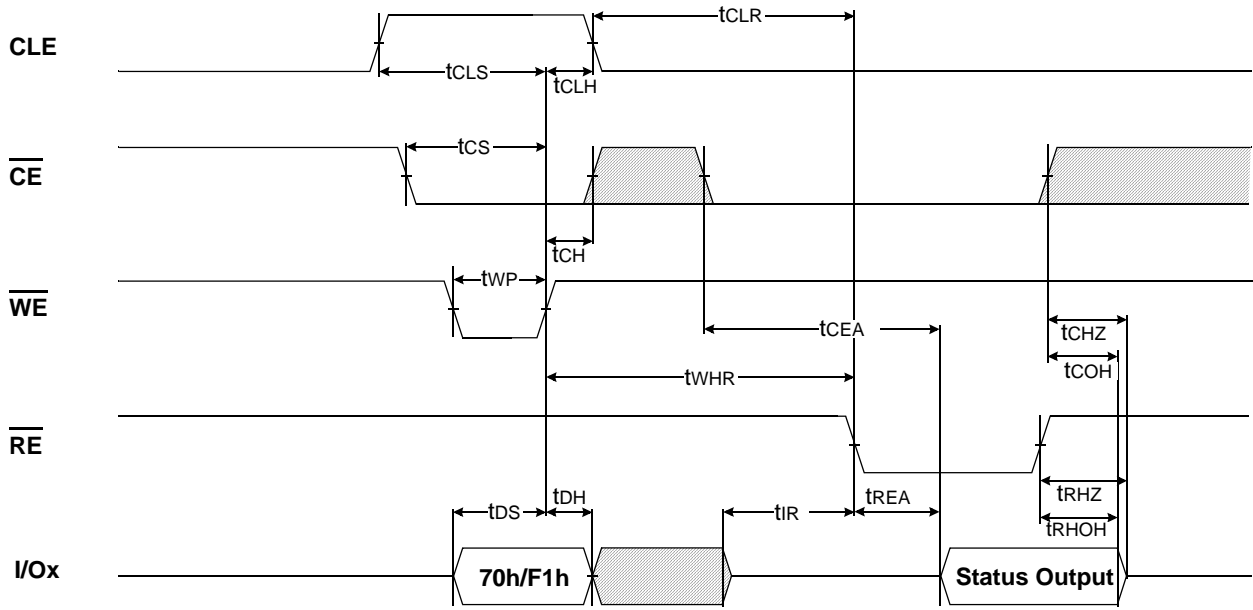 tCLR
CLE
tCLS
tCLH
tCS
CE
tCH
tWP
WE
tCEA
tCHZ
tCOH
tWHR
RE
tDH
tDS
tIR
tREA
tRHZ
tRHOH
I/Ox
70h/F1h
Status Output